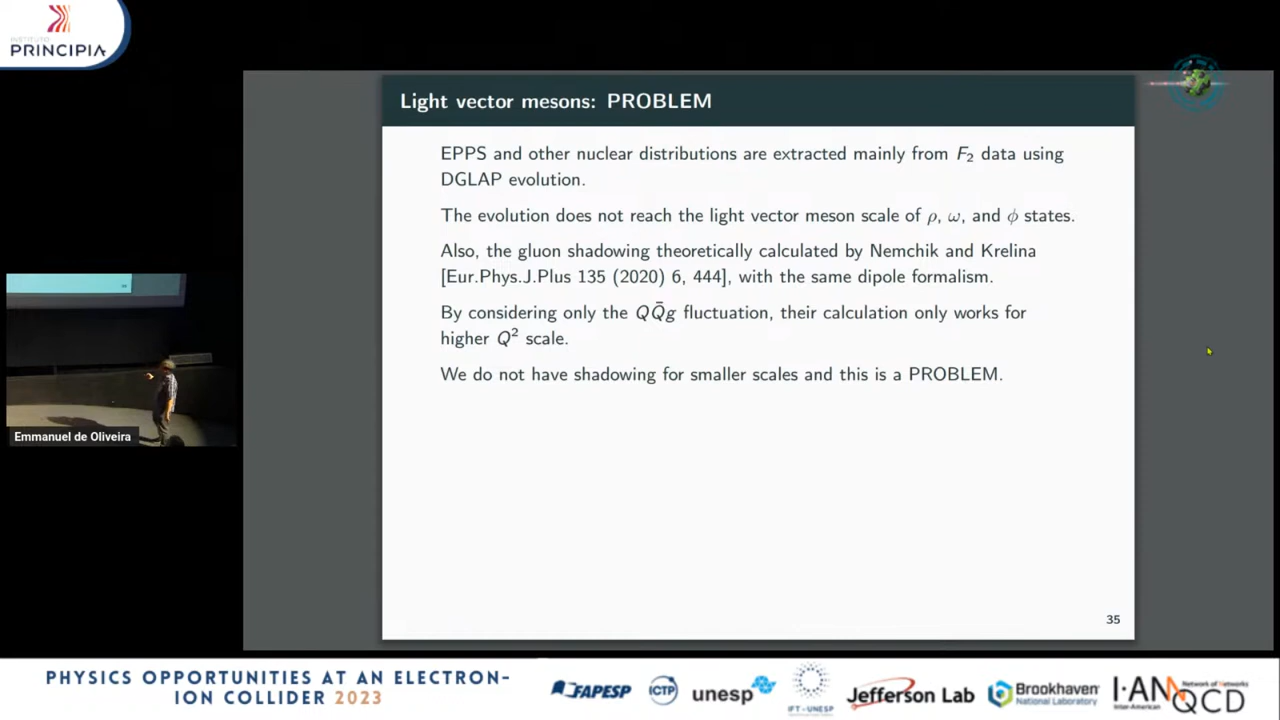 INSTITUTO
PRINCIPIA
Light vector mesons: PROBLEM
EPPS and other nuclear distributions are extracted mainly from F₂ data using
DGLAP evolution.
The evolution does not reach the light vector meson scale of ρ, ω, and ϕ states.
Also, the gluon shadowing theoretically calculated by Nemchik and Krelina
[Eur.Phys.J.Plus 135 (2020) 6, 444], with the same dipole formalism.
By considering only the QQ̄g fluctuation, their calculation only works for
higher Q² scale.
We do not have shadowing for smaller scales and this is a PROBLEM.
35
Emmanuel de Oliveira
PHYSICS OPPORTUNITIES AT AN ELECTRON-
ION COLLIDER 2023
FAPESP
ICTP
unesp
IFT - UNESP
Jefferson Lab
Brookhaven
National Laboratory
I-AN
Network of Networks
QCD
Inter-American